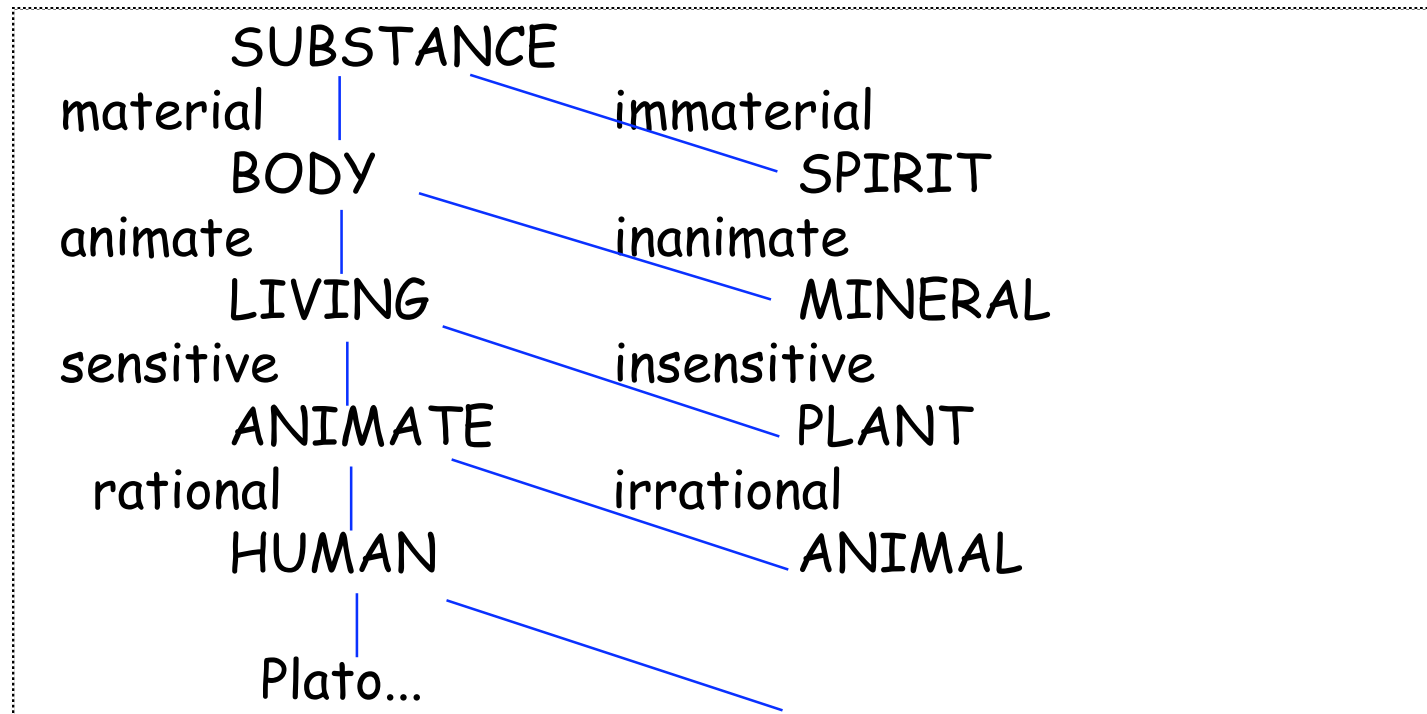 SUBSTANCE
material immaterial
BODY SPIRIT
animate inanimate
LIVING MINERAL
sensitive insensitive
ANIMATE PLANT
rational irrational
HUMAN ANIMAL
Plato...